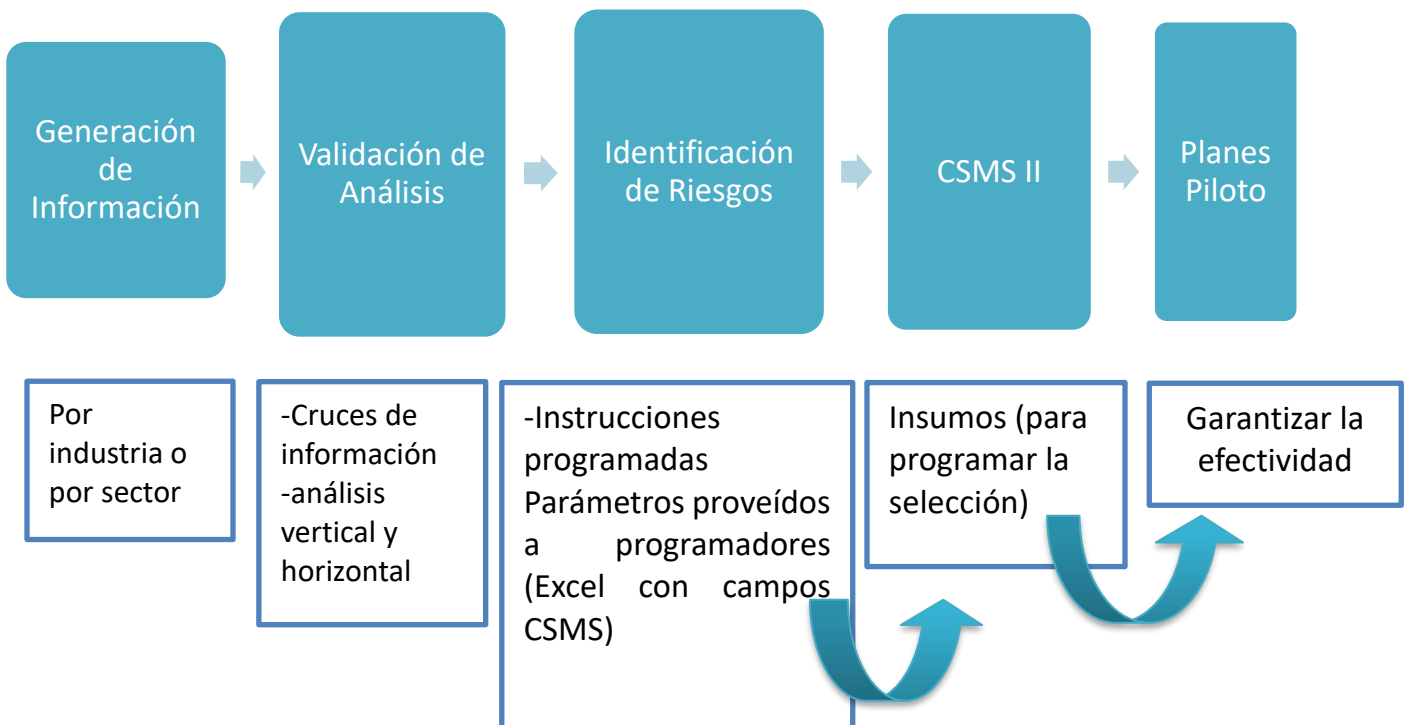 Generación
de
Información
Validación de
Análisis
Identificación
de Riesgos
CSMS II
Planes
Piloto
Por
industria o
por sector
-Cruces de
información
-análisis
vertical y
horizontal
-Instrucciones
programadas
Parámetros proveídos
a programadores
(Excel con campos
CSMS)
Insumos (para
programar la
selección)
Garantizar la
efectividad